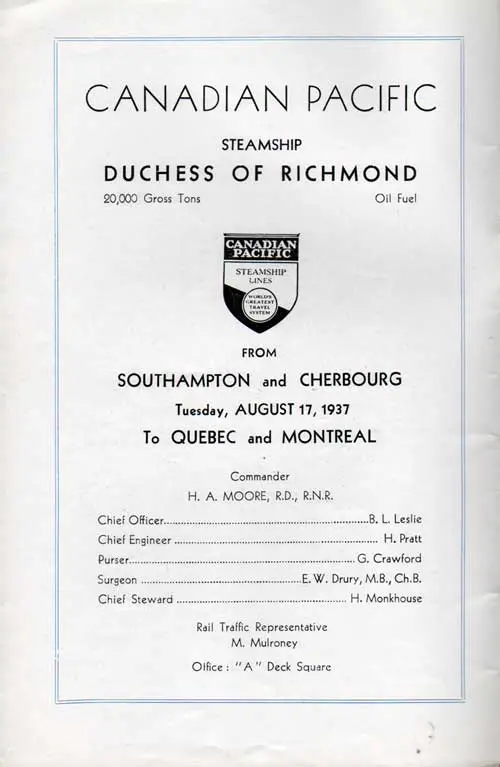 CANADIAN PACIFIC
STEAMSHIP
DUCHESS OF RICHMOND
20,000 Gross Tons Oil Fuel
CANADIAN
PACIFIC
STEAMSHIP
LINES
WORLD'S
GREATEST
TRAVEL
SYSTEM
FROM
SOUTHAMPTON and CHERBOURG
Tuesday, AUGUST 17, 1937
To QUEBEC and MONTREAL
Commander
H. A. MOORE, R.D., R.N.R.
Chief Officer.....................................................................B. L. Leslie
Chief Engineer..................................................................... H. Pratt
Purser............................................................................G. Crawford
Surgeon ......................................................E. W. Drury, M.B., Ch.B.
Chief Steward ......................................................... H. Monkhouse
Rail Traffic Representative
M. Mulroney
Office : "A" Deck Square